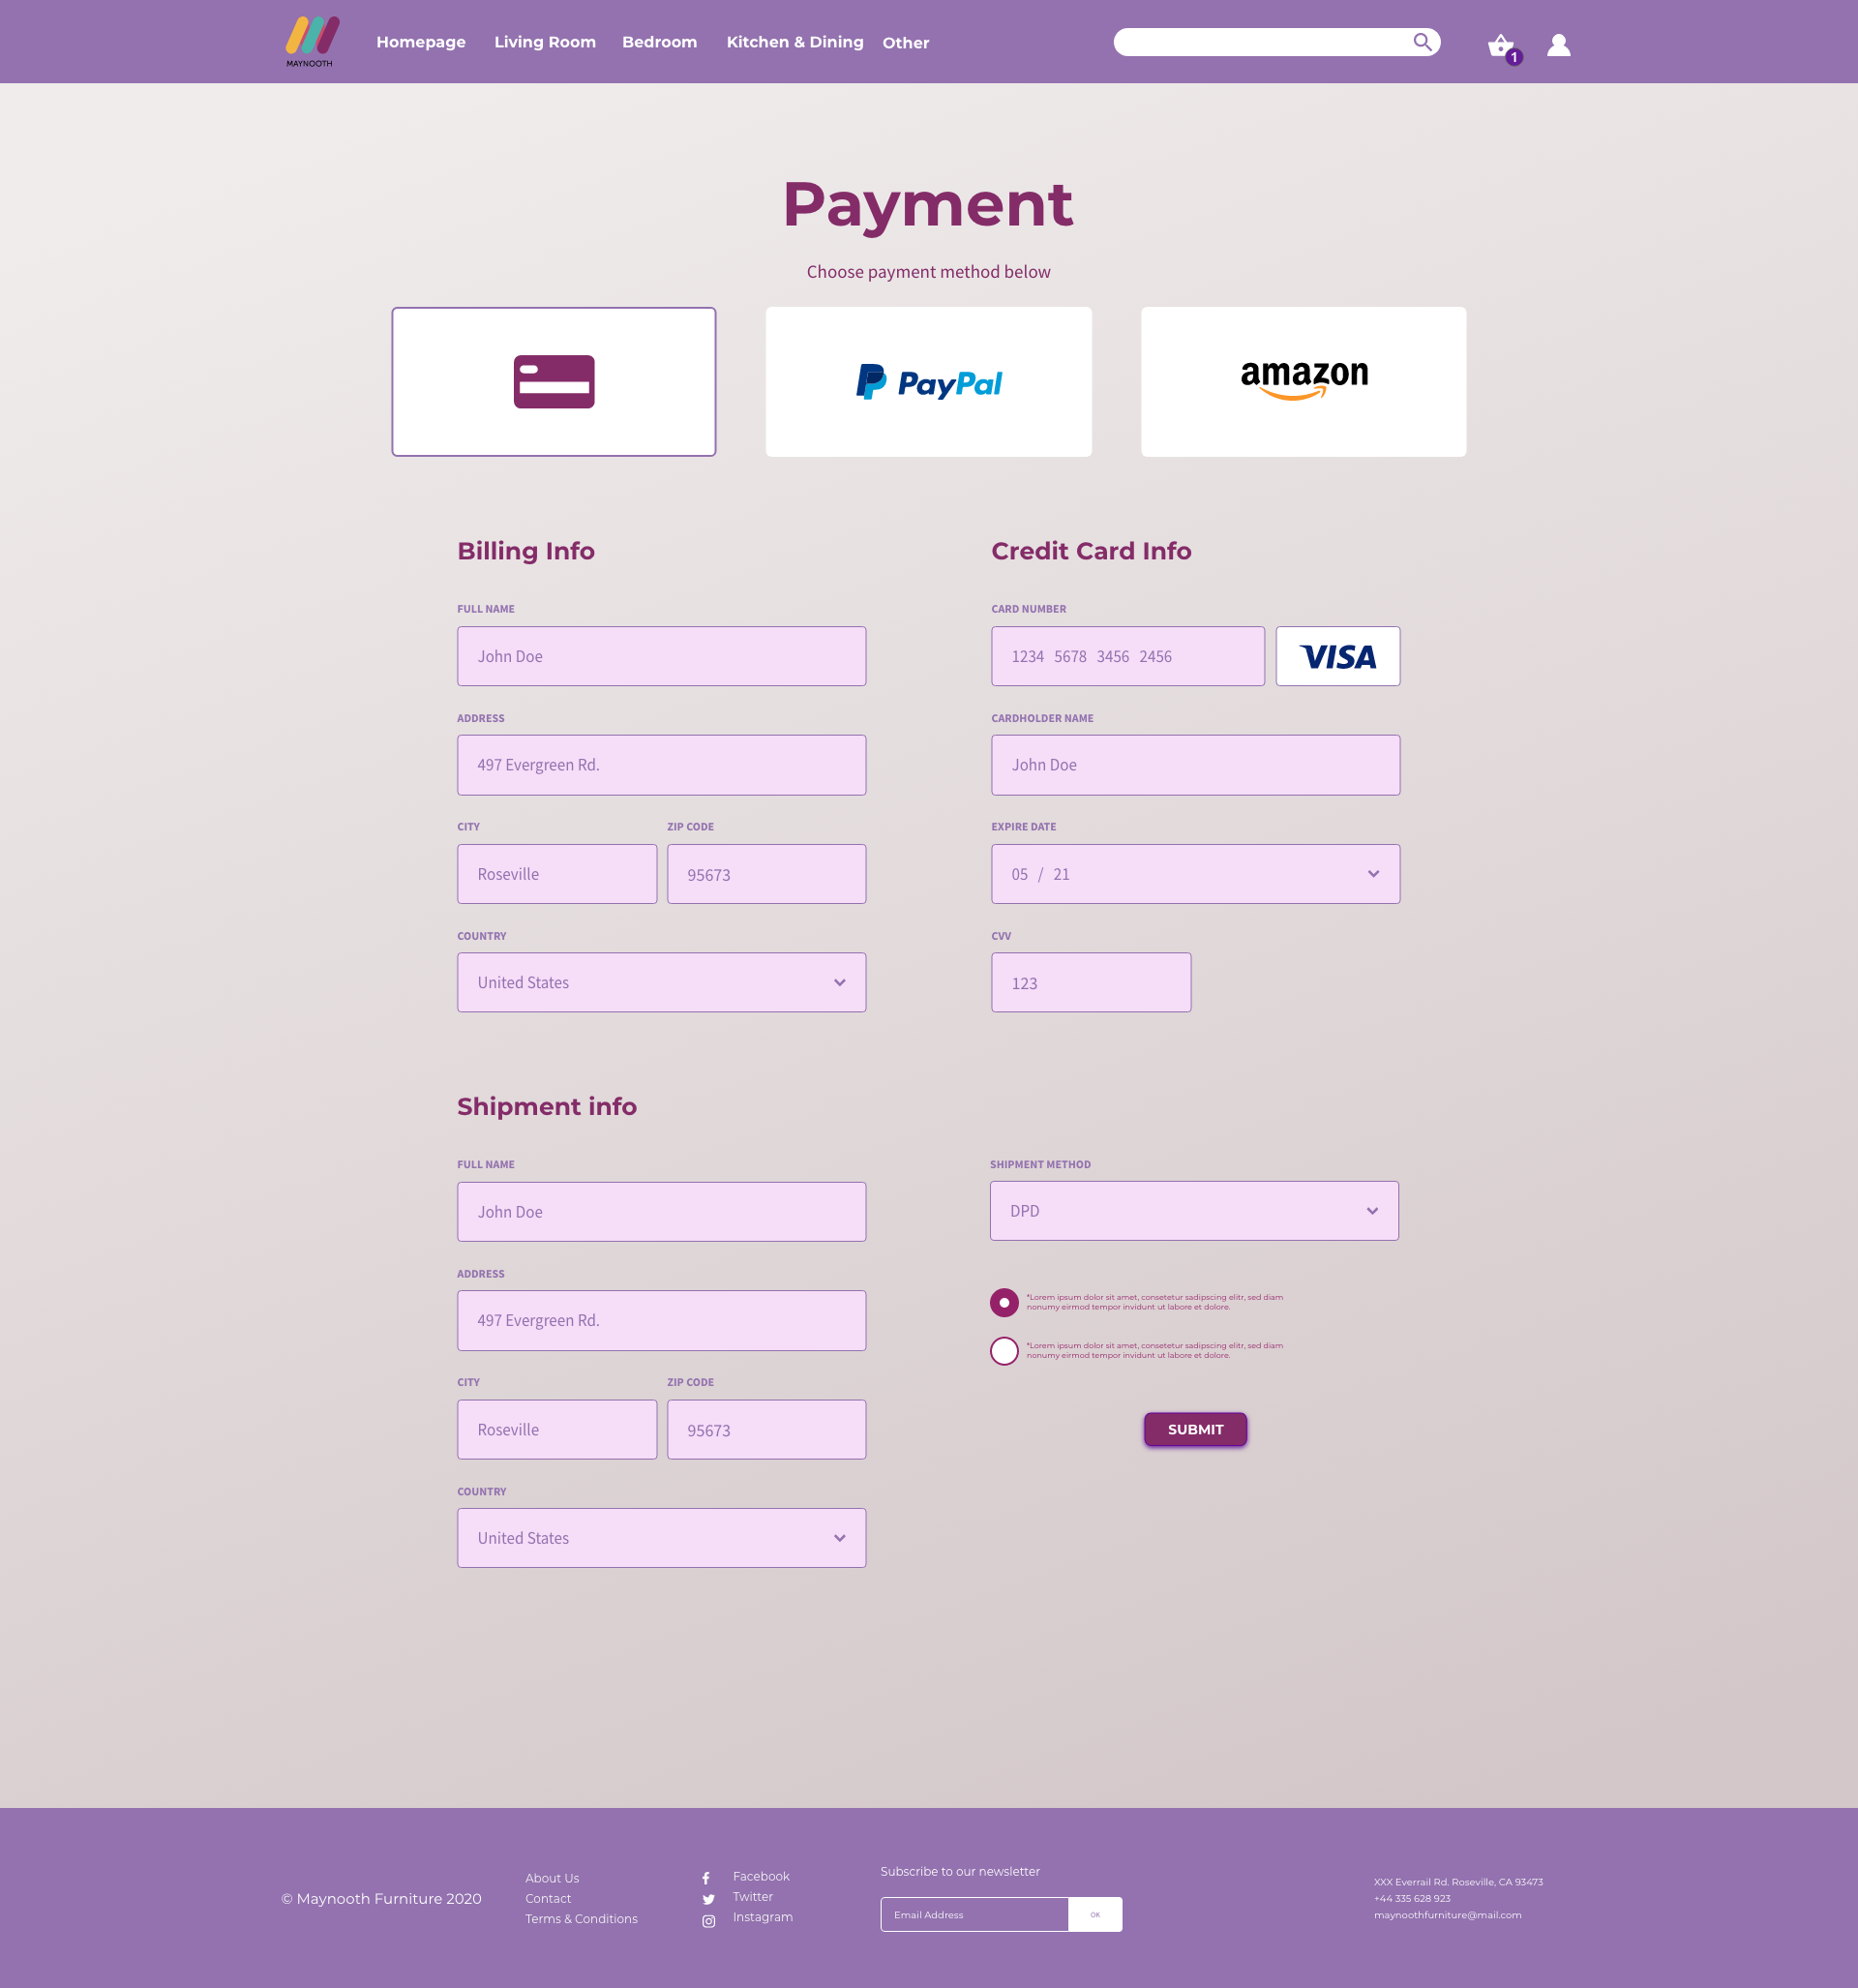 MAYNOOTH
Homepage Living Room Bedroom Kitchen & Dining Other
1
Payment
Choose payment method below
PayPal
amazon
Billing Info
FULL NAME
John Doe
ADDRESS
497 Evergreen Rd.
CITY ZIP CODE
Roseville 95673
COUNTRY
United States
Credit Card Info
CARD NUMBER
1234 5678 3456 2456
VISA
CARDHOLDER NAME
John Doe
EXPIRE DATE
05 / 21
CVV
123
Shipment info
FULL NAME
John Doe
ADDRESS
497 Evergreen Rd.
CITY ZIP CODE
Roseville 95673
COUNTRY
United States
SHIPMENT METHOD
DPD
*Lorem ipsum dolor sit amet, consetetur sadipscing elitr, sed diam
nonumy eirmod tempor invidunt ut labore et dolore.
*Lorem ipsum dolor sit amet, consetetur sadipscing elitr, sed diam
nonumy eirmod tempor invidunt ut labore et dolore.
SUBMIT
© Maynooth Furniture 2020
About Us
Contact
Terms & Conditions
Facebook
Twitter
Instagram
Subscribe to our newsletter
Email Address OK
XXX Everrail Rd. Roseville, CA 93473
+44 335 628 923
maynoothfurniture@mail.com